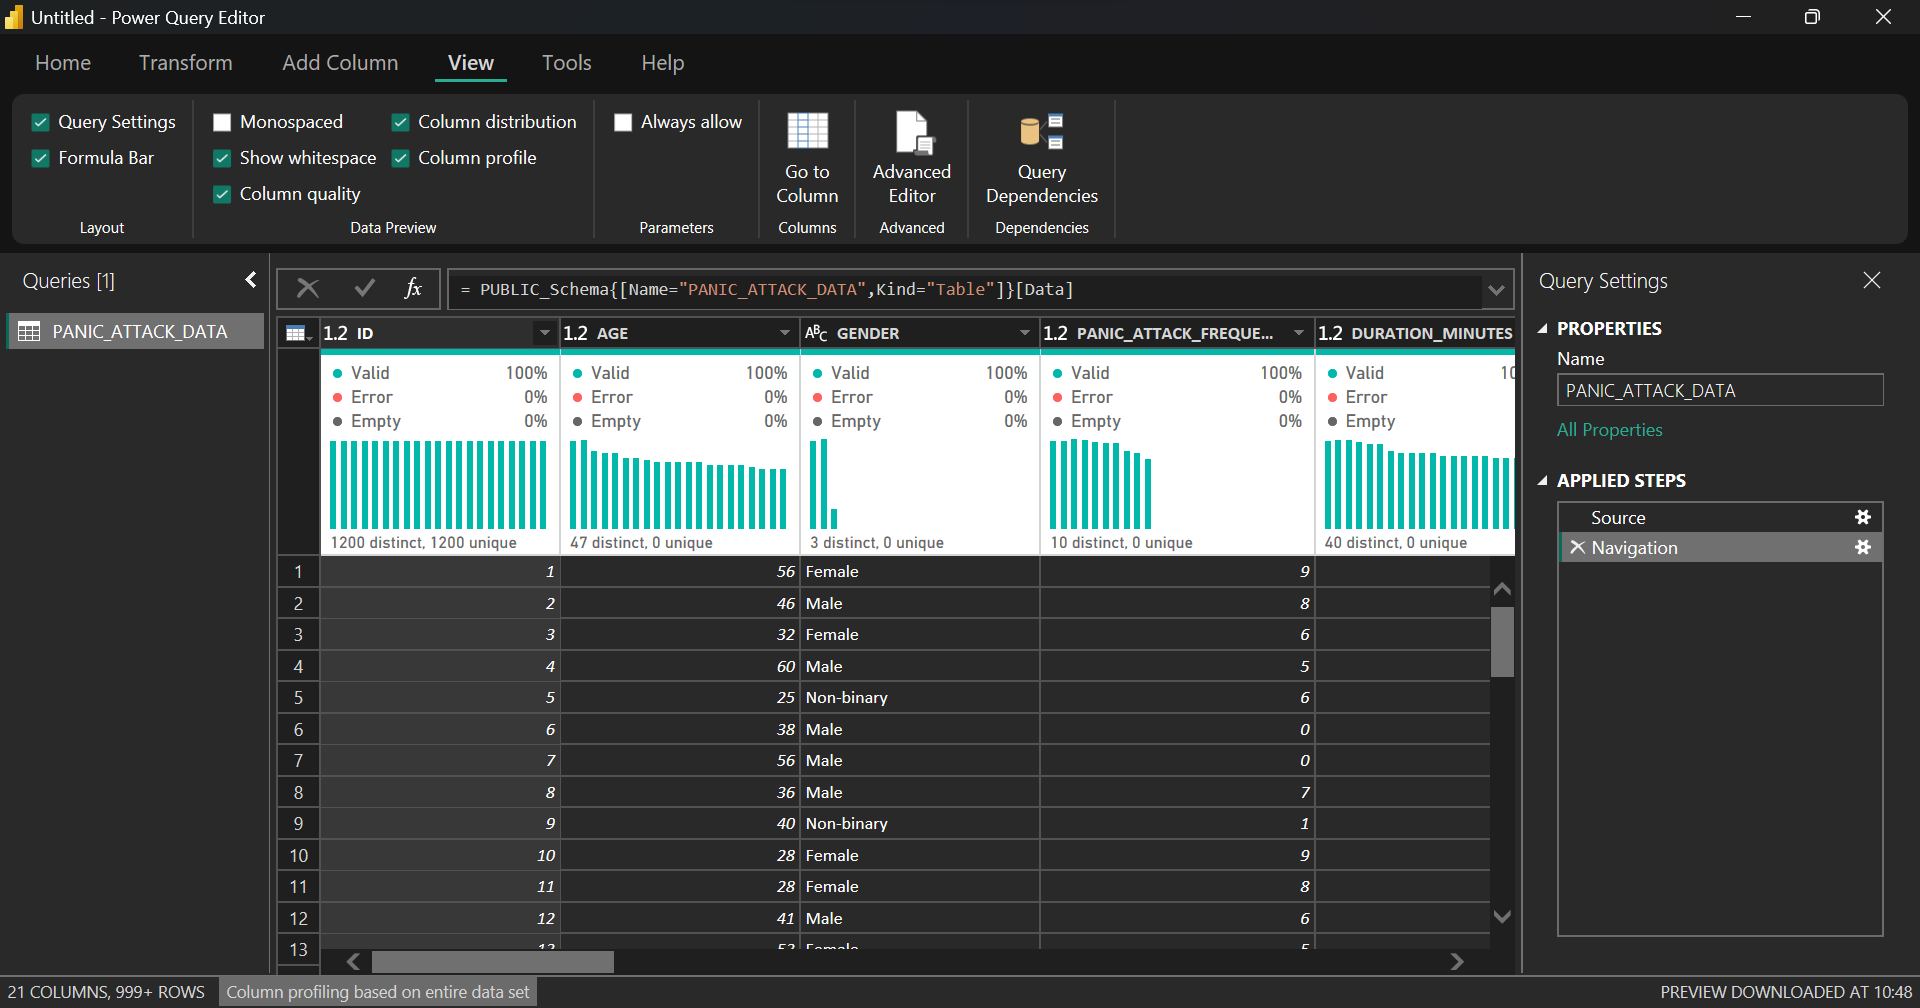 Untitled - Power Query Editor
Home Transform Add Column View Tools Help
Query Settings
Formula Bar
Layout
Monospaced
Show whitespace
Column quality
Column distribution
Column profile
Data Preview
Always allow
Parameters
Go to
Column
Columns
Advanced
Editor
Advanced
Query
Dependencies
Dependencies
Queries [1]
PANIC_ATTACK_DATA
fx = PUBLIC_Schema{[Name="PANIC_ATTACK_DATA",Kind="Table"]}[Data]
1.2 ID 1.2 AGE ABC GENDER 1.2 PANIC_ATTACK_FREQUE... 1.2 DURATION_MINUTES
Valid 100% Valid 100% Valid 100% Valid 100% Valid
Error 0% Error 0% Error 0% Error 0% Error
Empty 0% Empty 0% Empty 0% Empty 0% Empty
1200 distinct, 1200 unique 47 distinct, 0 unique 3 distinct, 0 unique 10 distinct, 0 unique 40 distinct, 0 unique
1 1 56 Female 9
2 2 46 Male 8
3 3 32 Female 6
4 4 60 Male 5
5 5 25 Non-binary 6
6 6 38 Male 0
7 7 56 Male 0
8 8 36 Male 7
9 9 40 Non-binary 1
10 10 28 Female 9
11 11 28 Female 8
12 12 41 Male 6
13
Query Settings
PROPERTIES
Name
PANIC_ATTACK_DATA
All Properties
APPLIED STEPS
Source
Navigation
21 COLUMNS, 999+ ROWS Column profiling based on entire data set PREVIEW DOWNLOADED AT 10:48